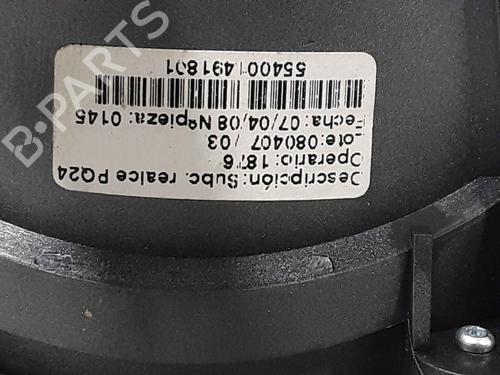 Descripción: Subc. realce PQ24
Operario: 1876
Lote:080407 /03
Fecha: 07/04/08 Nºpieza: 0145
554001491801
B-PARTS